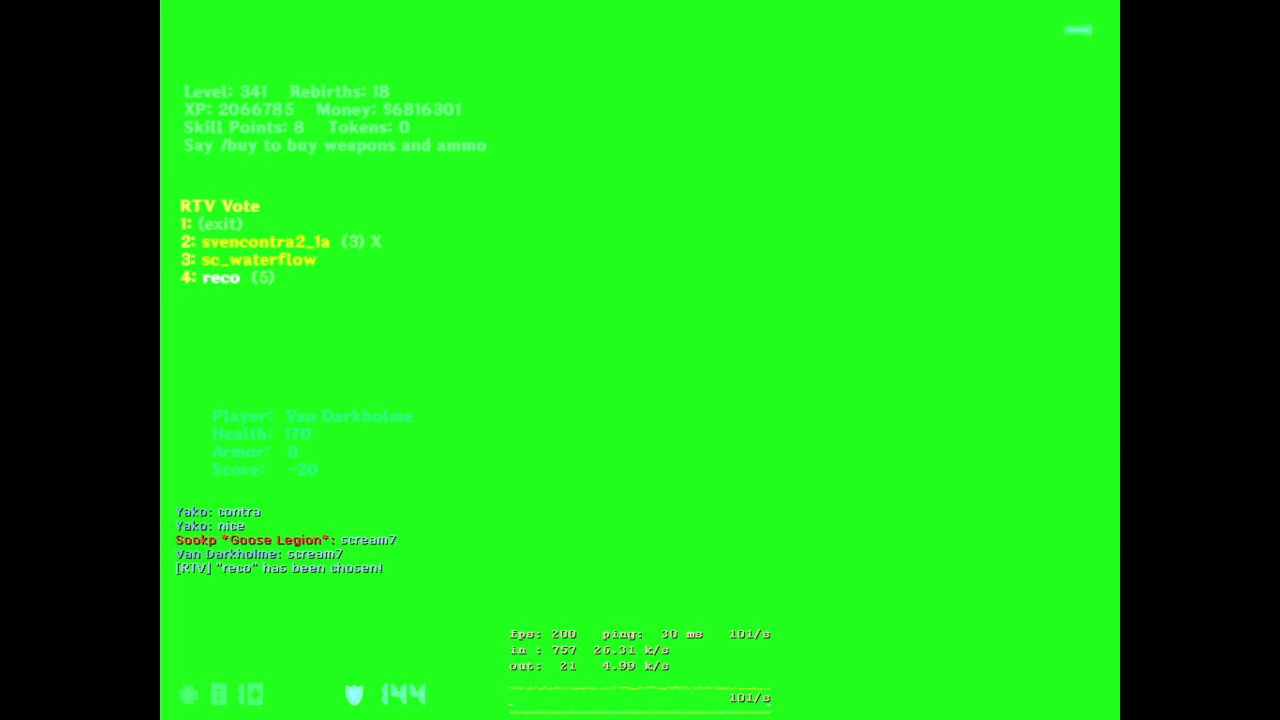 Level: 341 Rebirths: 18
XP: 2066785 Money: $6816301
Skill Points: 8 Tokens: 0
Say /buy to buy weapons and ammo
RTV Vote
1: (exit)
2: svencontra2_1a (3) X
3: sc_waterflow
4: reco (5)
Player: Van Darkholme
Health: 170
Armor: 0
Score: -20
Yako: contra
Yako: nice
Sookp *Goose Legion*: scream7
Van Darkholme: scream7
[RTV] "reco" has been chosen!
fps: 200 ping: 30 ms 101/s
in : 757 26.31 k/s
out: 21 4.99 k/s
101/s
144